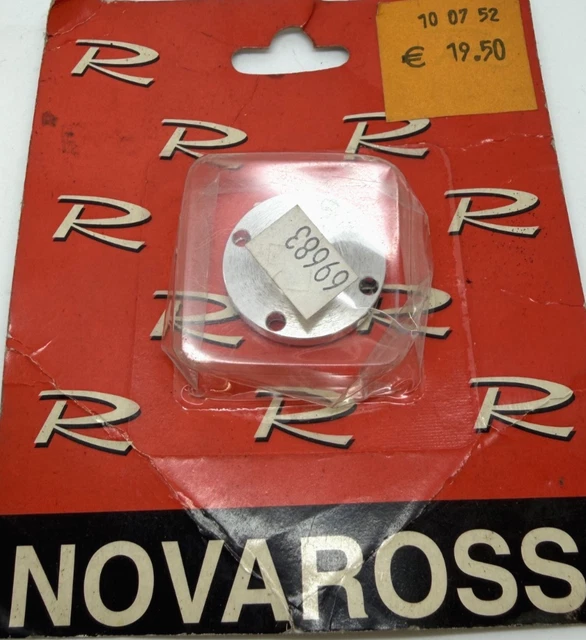 10 07 52
€ 19.50
R
R R
R R
69683
R R
R R R
NOVAROSS